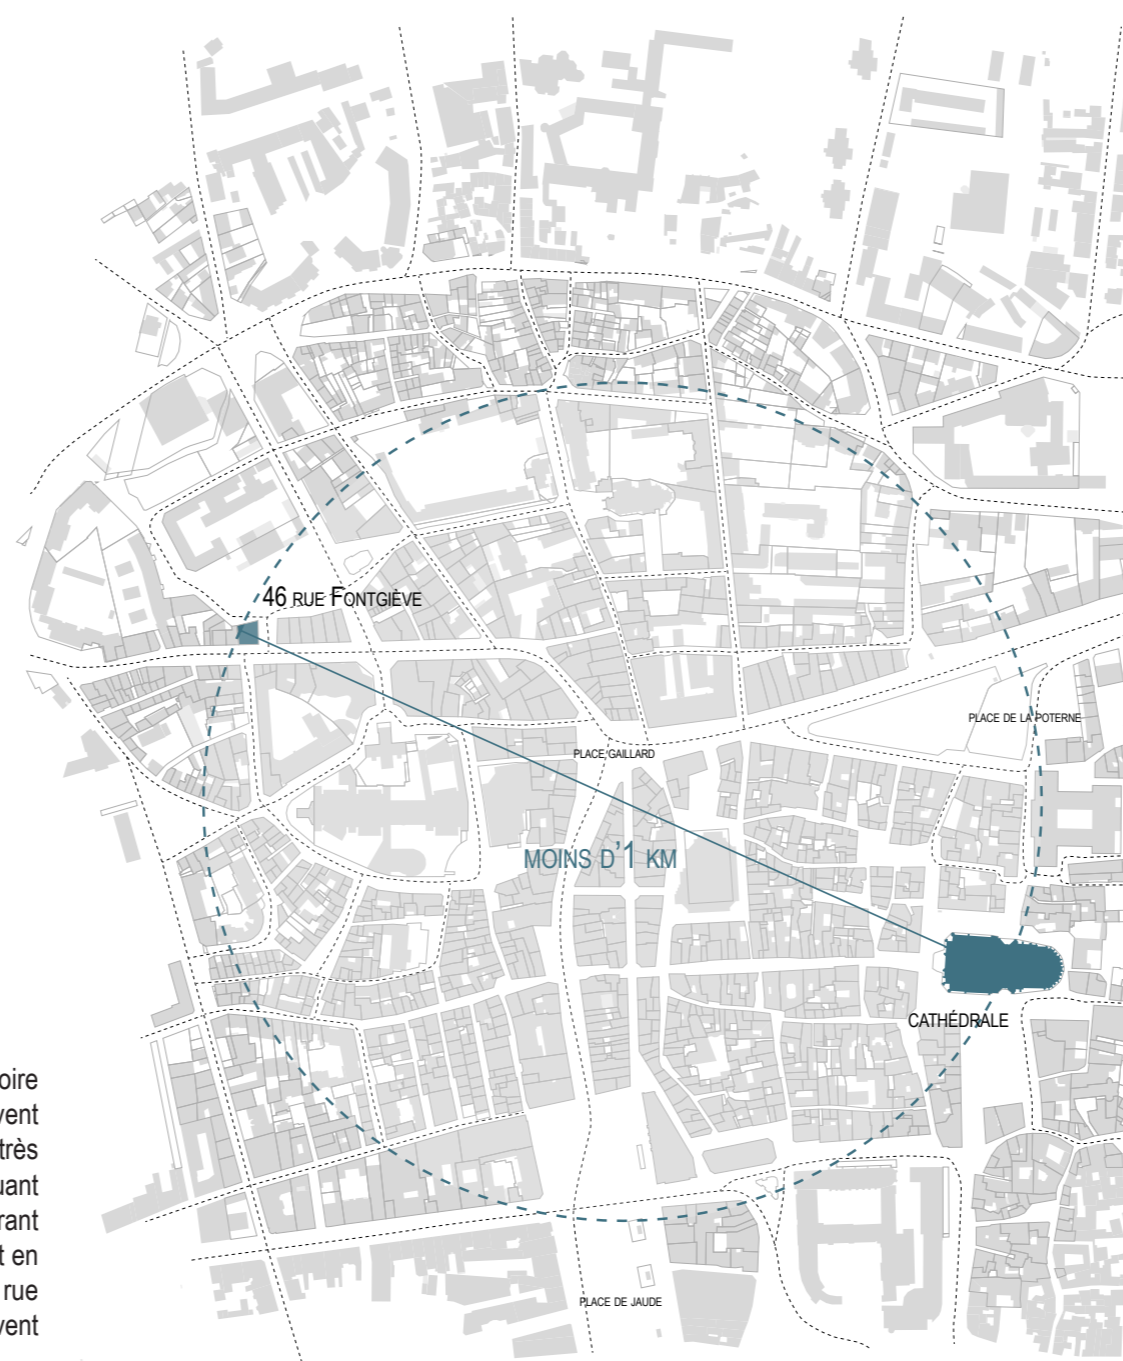 46 RUE FONTGIÈVE
PLACE DE LA POTERNE
PLACE GAILLARD
MOINS D'1 KM
CATHÉDRALE
PLACE DE JAUDE
oire
vent
très
uant
rant
t en
rue
vent